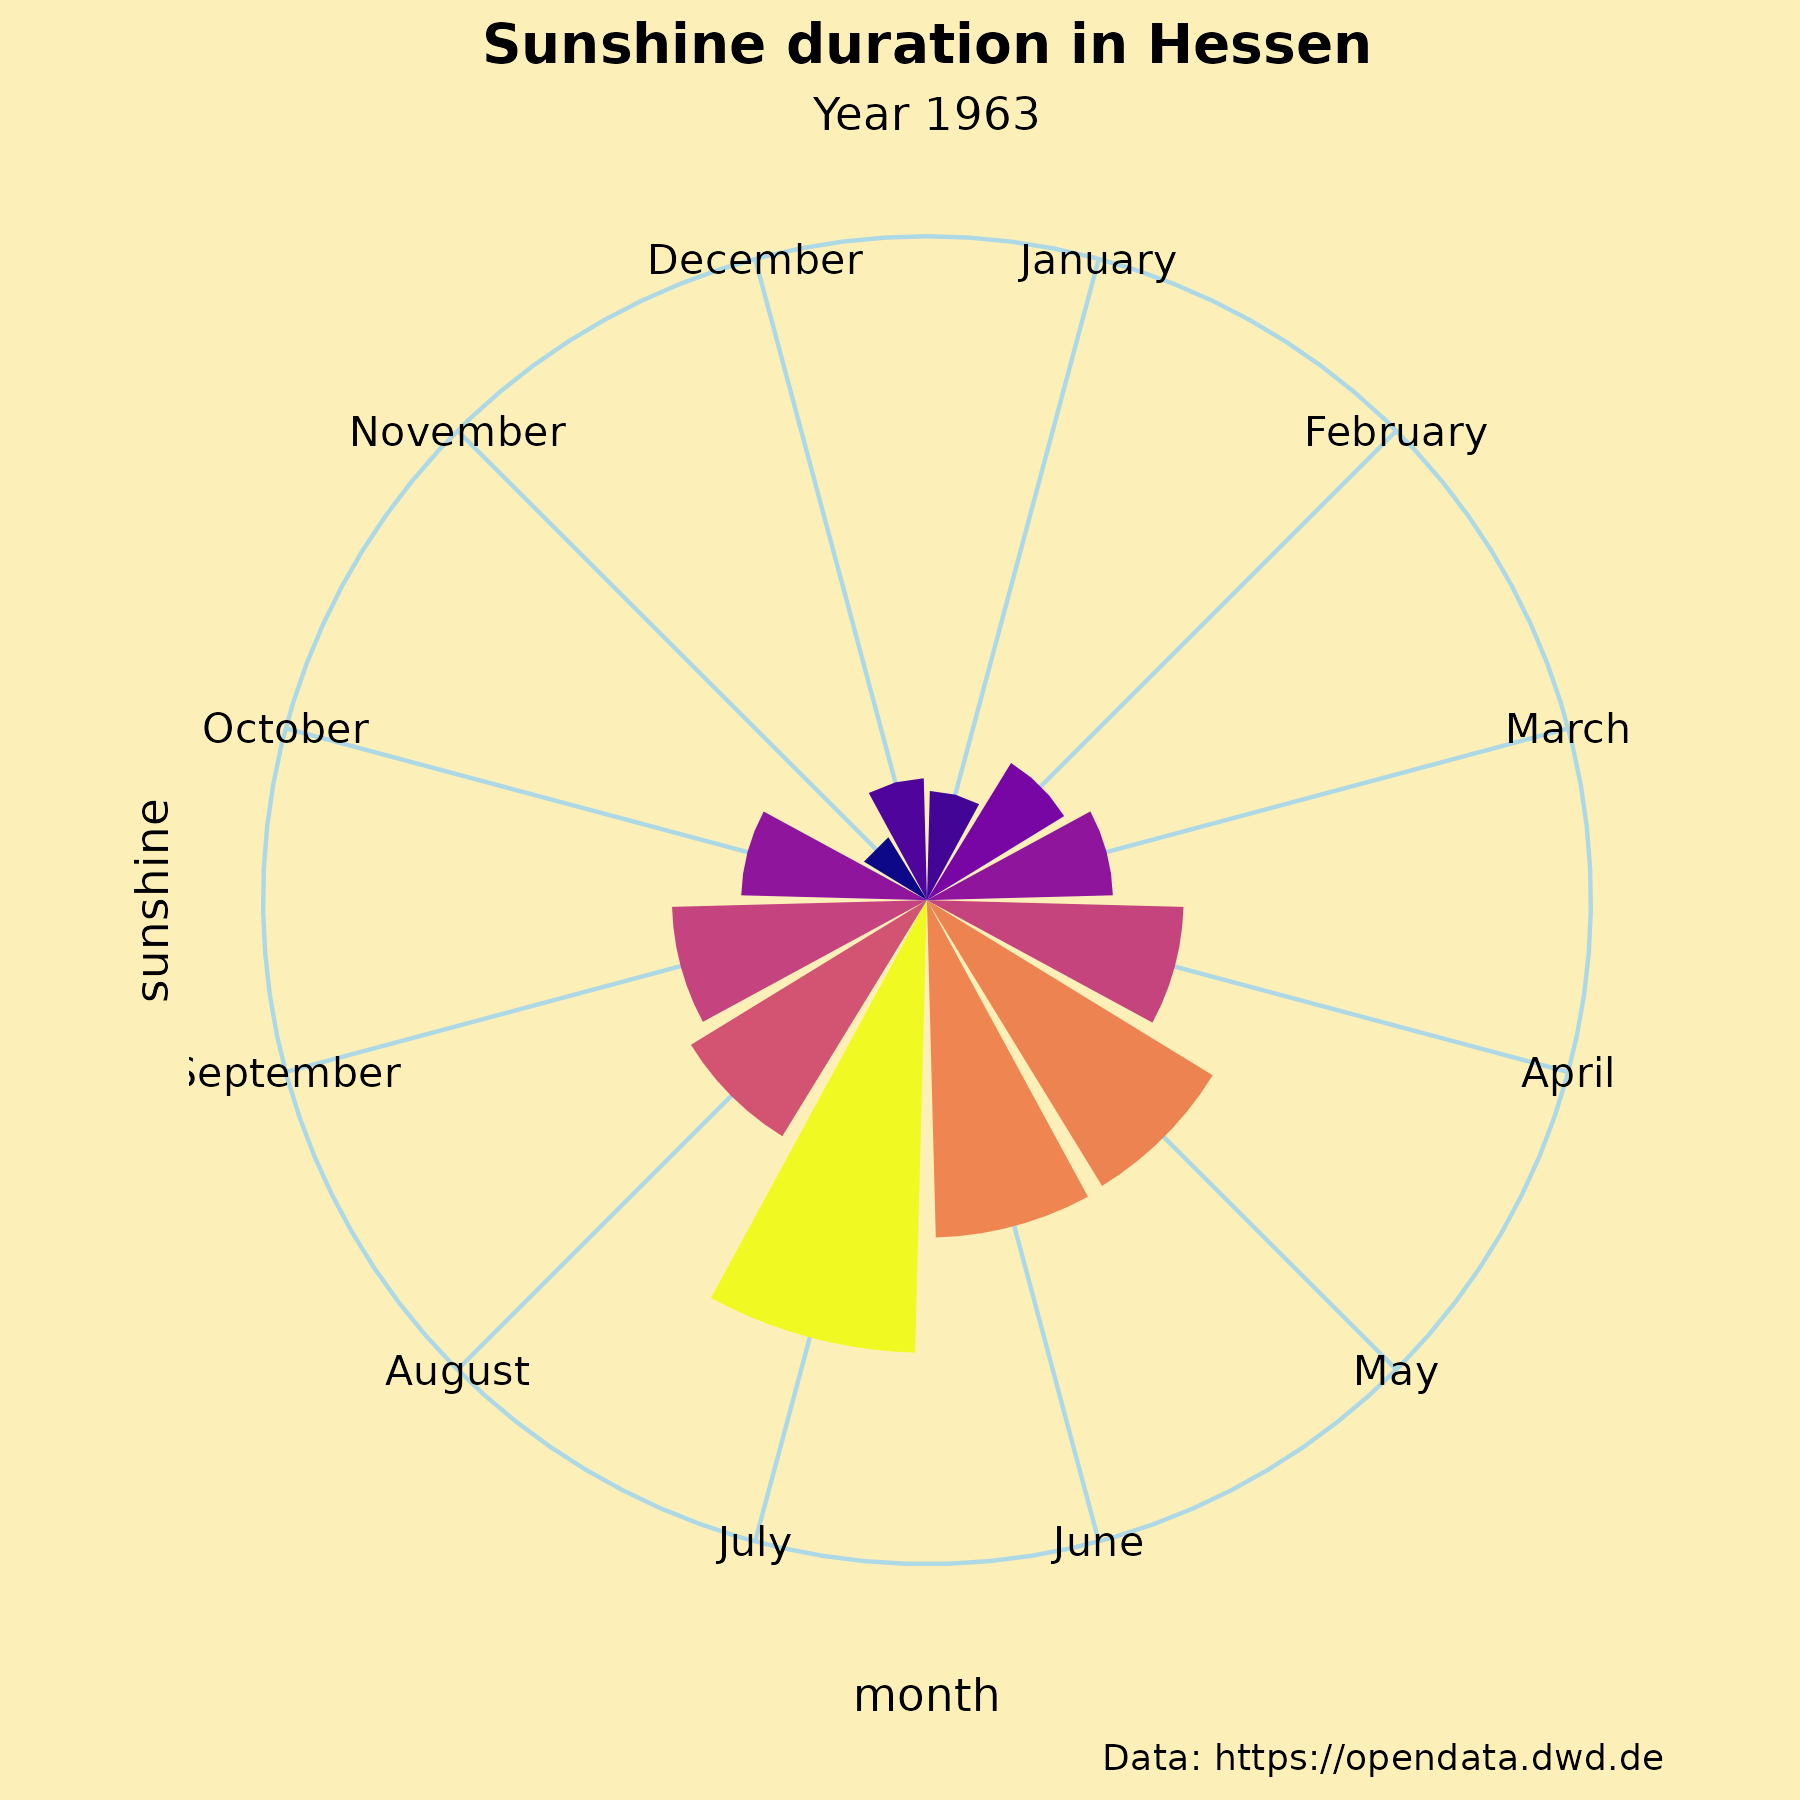 Sunshine duration in Hessen
Year 1963
December
January
November
February
October
March
sunshine
September
April
August
May
July
June
month
Data: https://opendata.dwd.de